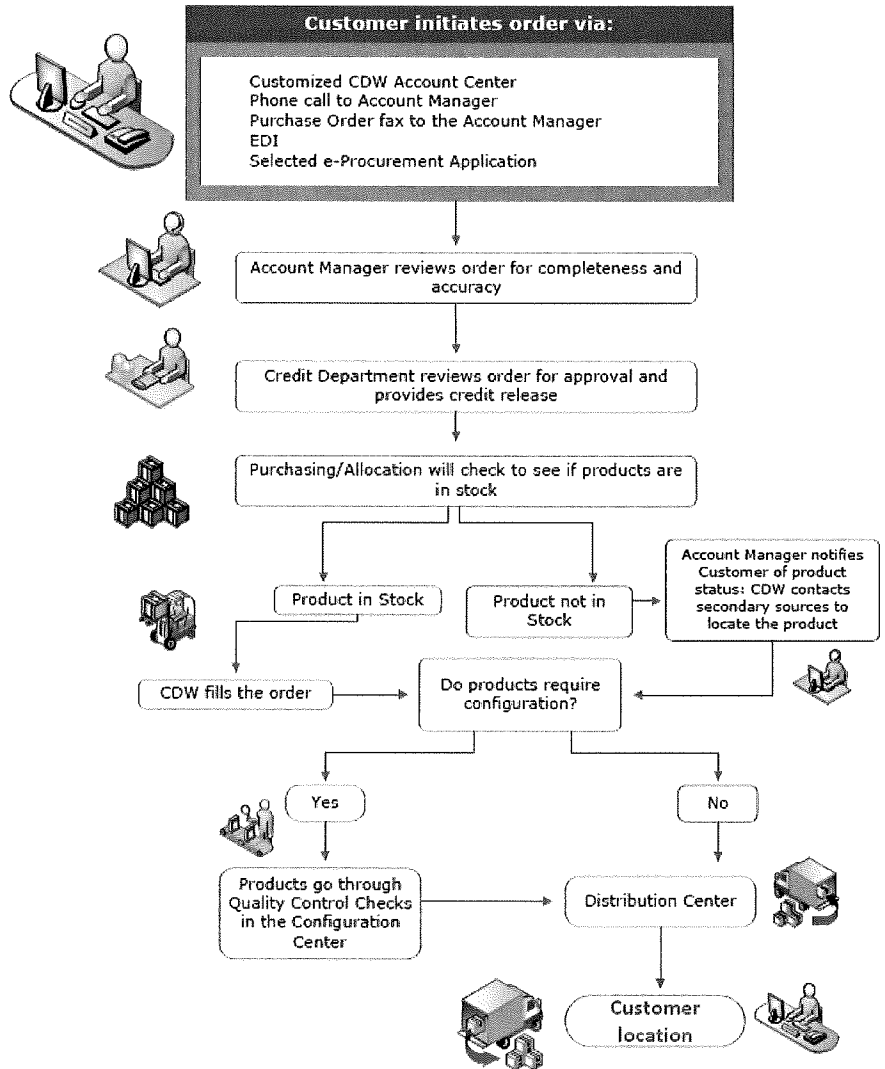 Customer initiates order via:
Customized CDW Account Center
Phone call to Account Manager
Purchase Order fax to the Account Manager
EDI
Selected e-Procurement Application
Account Manager reviews order for completeness and
accuracy
Credit Department reviews order for approval and
provides credit release
Purchasing/Allocation will check to see if products are
in stock
Product in Stock
Product not in
Stock
Account Manager notifies
Customer of product
status: CDW contacts
secondary sources to
locate the product
CDW fills the order
Do products require
configuration?
Yes
No
Products go through
Quality Control Checks
in the Configuration
Center
Distribution Center
Customer
location